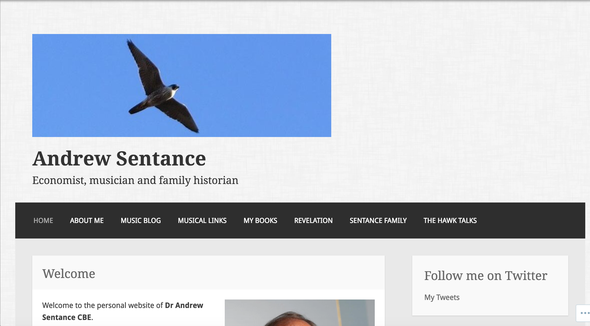 Andrew Sentance
Economist, musician and family historian
HOME ABOUT ME MUSIC BLOG MUSICAL LINKS MY BOOKS REVELATION SENTANCE FAMILY THE HAWK TALKS
Welcome
Welcome to the personal website of Dr Andrew
Sentance CBE.
Follow me on Twitter
My Tweets